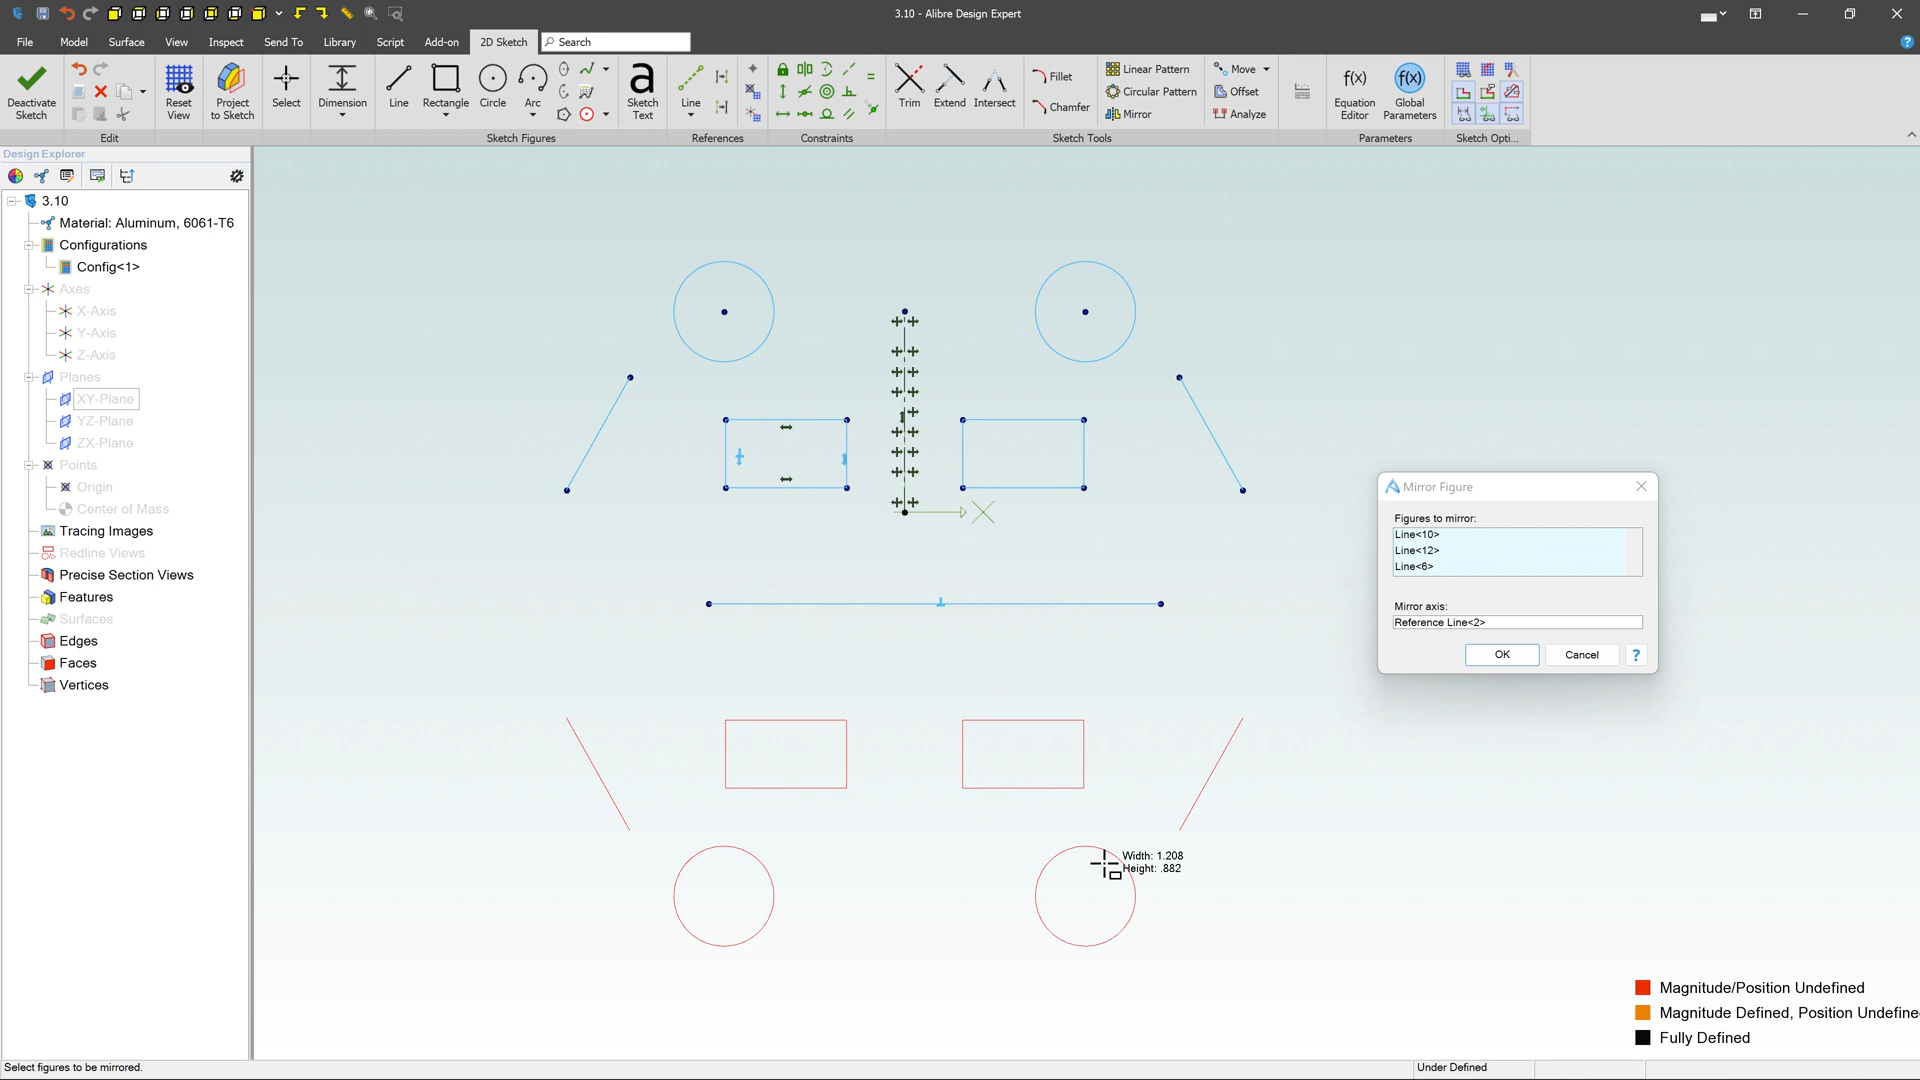 3.10 - Alibre Design Expert
File Model Surface View Inspect Send To Library Script Add-on 2D Sketch Search
Deactivate Sketch
Reset View
Project to Sketch
Select
Dimension
Line
Rectangle
Circle
Arc
Sketch Text
Line
Trim
Extend
Intersect
Fillet
Chamfer
Linear Pattern
Circular Pattern
Mirror
Move
Offset
Analyze
Equation Editor
Global Parameters
Edit
Sketch Figures
References
Constraints
Sketch Tools
Parameters
Sketch Opti...
Design Explorer
3.10
Material: Aluminum, 6061-T6
Configurations
Config<1>
Axes
X-Axis
Y-Axis
Z-Axis
Planes
XY-Plane
YZ-Plane
ZX-Plane
Points
Origin
Center of Mass
Tracing Images
Redline Views
Precise Section Views
Features
Surfaces
Edges
Faces
Vertices
Mirror Figure
Figures to mirror:
Line<10>
Line<12>
Line<6>
Mirror axis:
Reference Line<2>
OK Cancel ?
Width: 1.208
Height: .882
Magnitude/Position Undefined
Magnitude Defined, Position Undefine
Fully Defined
Select figures to be mirrored.
Under Defined